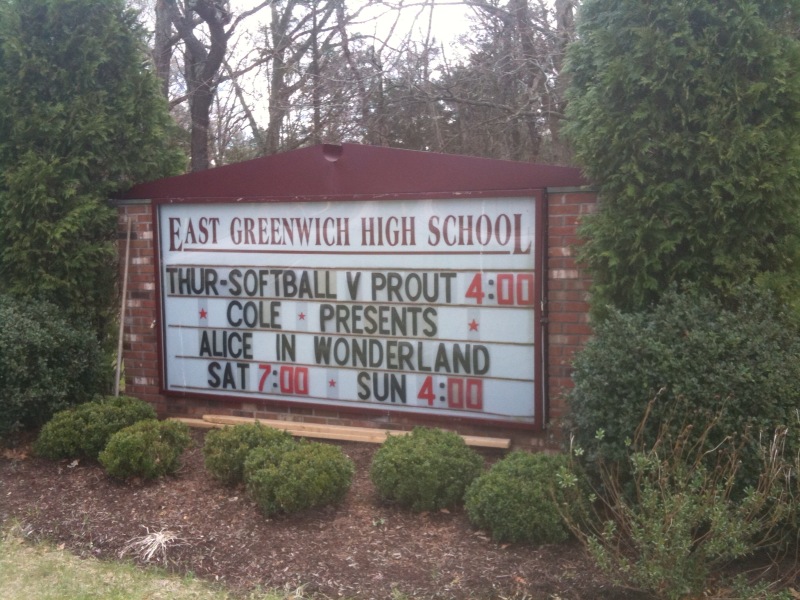 EAST GREENWICH HIGH SCHOOL
THUR-SOFTBALL V PROUT 4:00
★ COLE ★ PRESENTS ★
ALICE IN WONDERLAND
SAT 7:00 ★ SUN 4:00